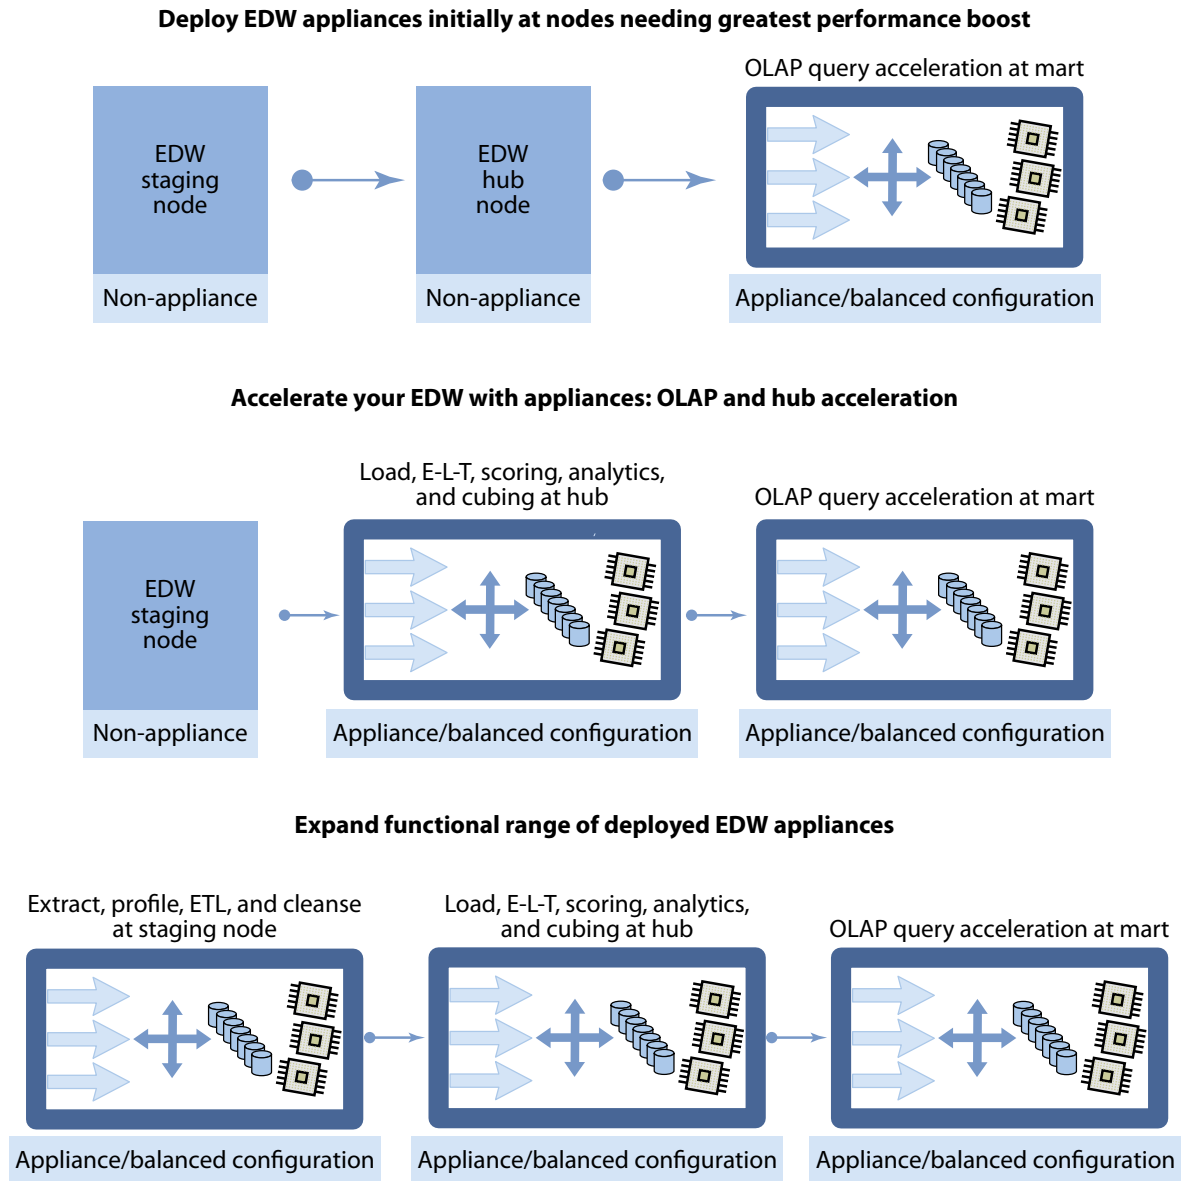 Deploy EDW appliances initially at nodes needing greatest performance boost
OLAP query acceleration at mart
EDW
staging
node
EDW
hub
node
Non-appliance
Non-appliance
Appliance/balanced configuration
Accelerate your EDW with appliances: OLAP and hub acceleration
Load, E-L-T, scoring, analytics,
and cubing at hub
OLAP query acceleration at mart
EDW
staging
node
Non-appliance
Appliance/balanced configuration
Appliance/balanced configuration
Expand functional range of deployed EDW appliances
Extract, profile, ETL, and cleanse
at staging node
Load, E-L-T, scoring, analytics,
and cubing at hub
OLAP query acceleration at mart
Appliance/balanced configuration
Appliance/balanced configuration
Appliance/balanced configuration